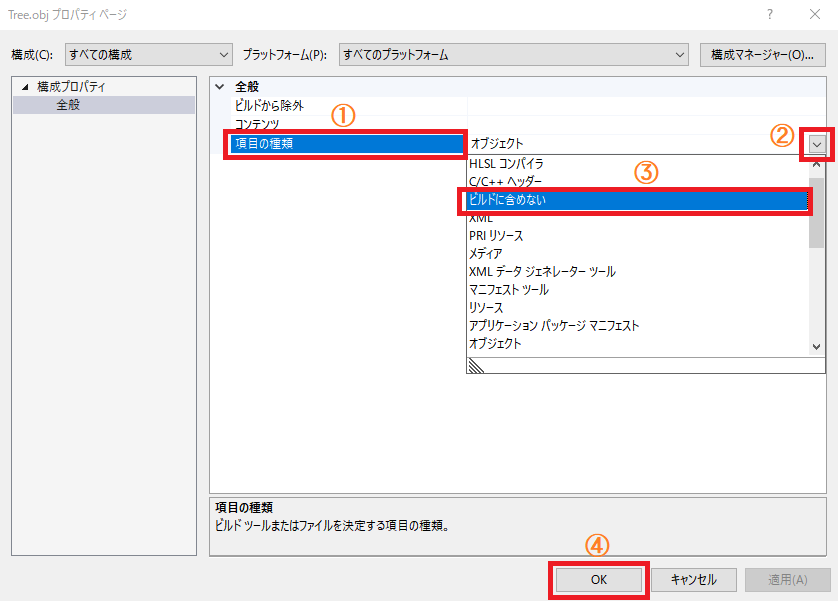 Tree.obj プロパティ ページ
?
構成(C): すべての構成 プラットフォーム(P): すべてのプラットフォーム 構成マネージャー(O)...
構成プロパティ
全般
全般
ビルドから除外
①
コンテンツ
項目の種類 オブジェクト
②
HLSL コンパイラ
③
C/C++ ヘッダー
ビルドに含めない
XML
PRI リソース
メディア
XML データ ジェネレーター ツール
マニフェスト ツール
リソース
アプリケーション パッケージ マニフェスト
オブジェクト
項目の種類
ビルド ツールまたはファイルを決定する項目の種類。
④
OK キャンセル 適用(A)